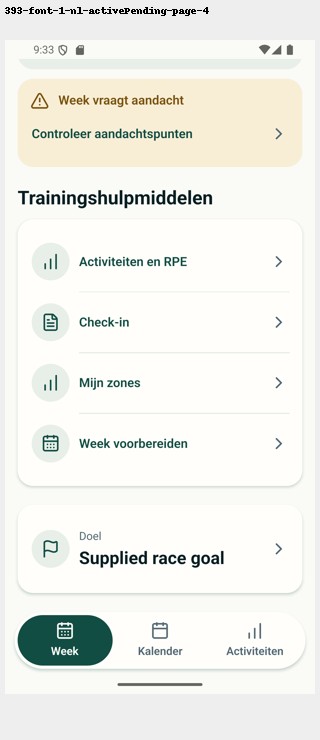 393-font-1-nl-activePending-page-4
9:33
Week vraagt aandacht
Controleer aandachtspunten
Trainingshulpmiddelen
Activiteiten en RPE
Check-in
Mijn zones
Week voorbereiden
Doel
Supplied race goal
Week
Kalender
Activiteiten